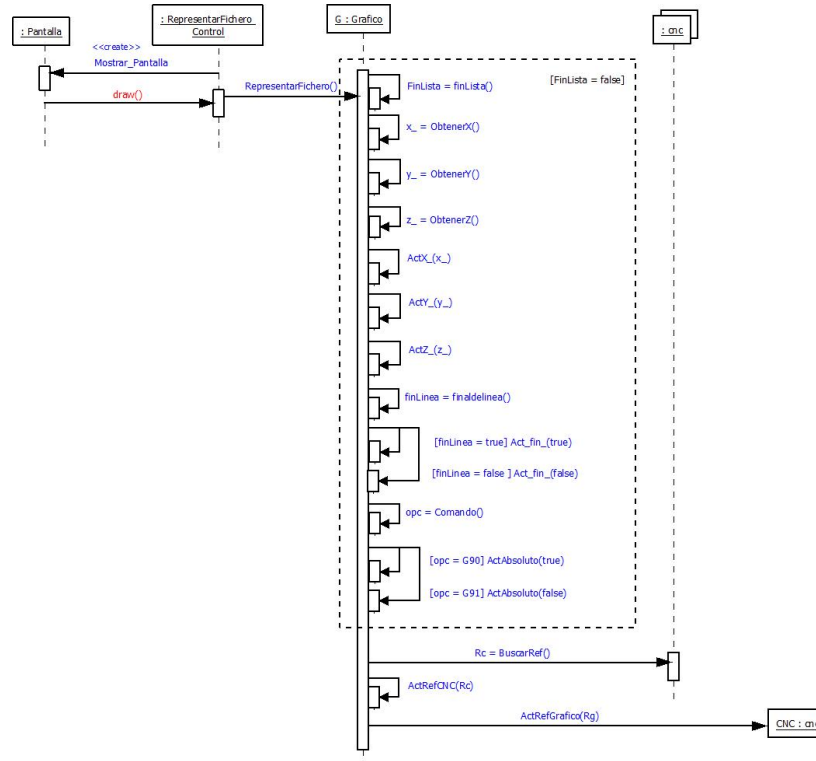 : Pantalla
: RepresentarFichero
Control
G : Grafico
: cnc
<<create>>
Mostrar_Pantalla
draw()
RepresentarFichero()
FinLista = finLista()
[FinLista = false]
x_ = ObtenerX()
y_ = ObtenerY()
z_ = ObtenerZ()
ActX_(x_)
ActY_(y_)
ActZ_(z_)
finLinea = finaldelinea()
[finLinea = true] Act_fin_(true)
[finLinea = false ] Act_fin_(false)
opc = Comando()
[opc = G90] ActAbsoluto(true)
[opc = G91] ActAbsoluto(false)
Rc = BuscarRef()
ActRefCNC(Rc)
ActRefGrafico(Rg)
CNC : cnc